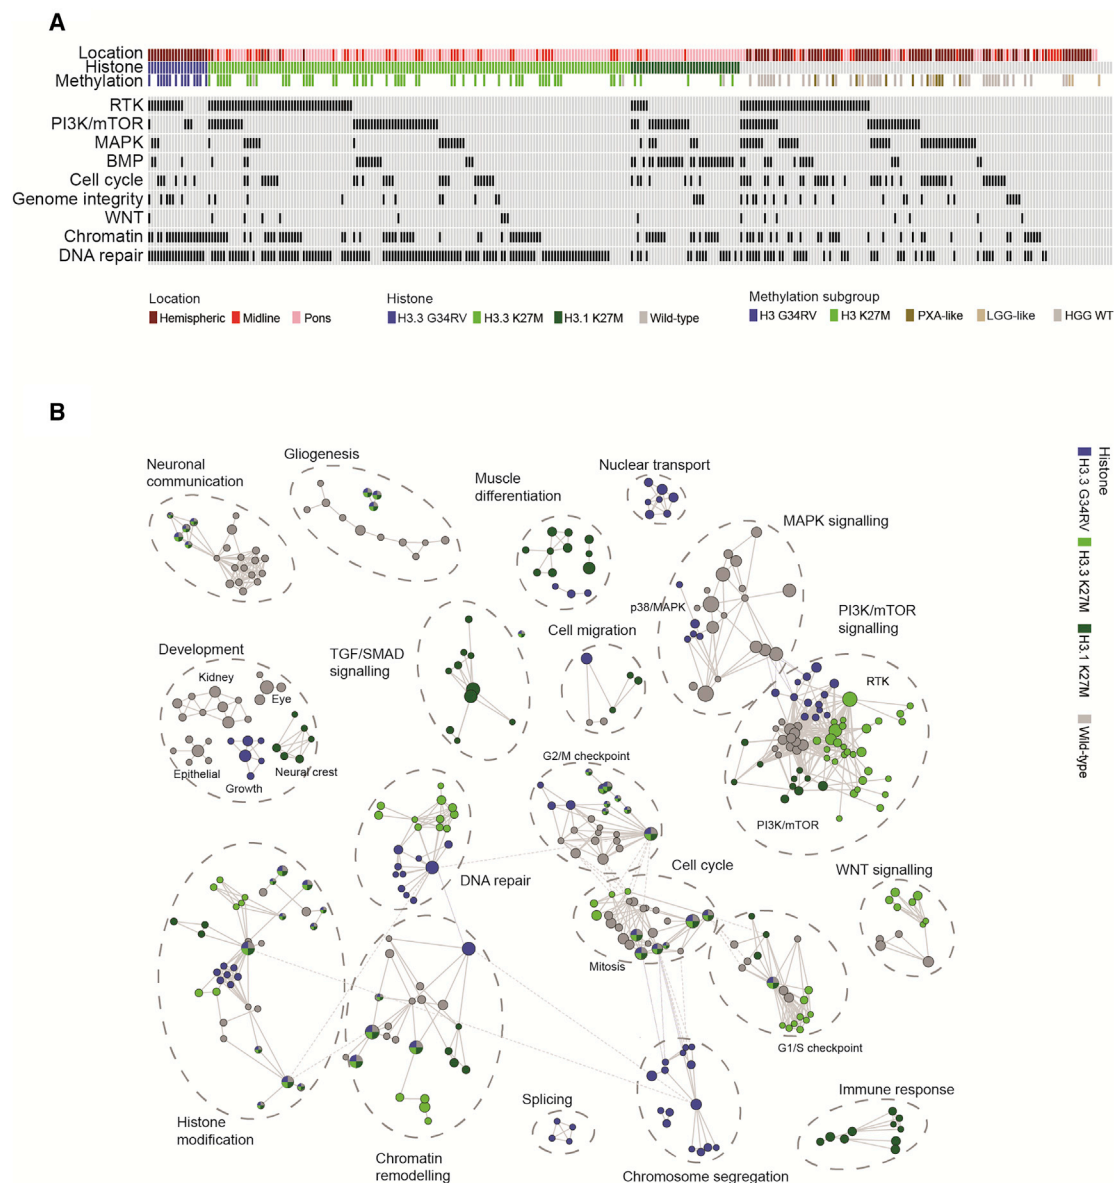 A
Location
Histone
Methylation
RTK
PI3K/mTOR
MAPK
BMP
Cell cycle
Genome integrity
WNT
Chromatin
DNA repair
Location
Hemispheric
Midline
Pons
Histone
H3.3 G34RV
H3.3 K27M
H3.1 K27M
Wild-type
Methylation subgroup
H3 G34RV
H3 K27M
PXA-like
LGG-like
HGG WT
B
Neuronal
communication
Gliogenesis
Muscle
differentiation
Nuclear transport
MAPK signalling
p38/MAPK
PI3K/mTOR
signalling
RTK
PI3K/mTOR
Histone
H3.3 G34RV
H3.3 K27M
H3.1 K27M
Wild-type
Development
Kidney
Eye
Epithelial
Growth
Neural crest
TGF/SMAD
signalling
Cell migration
G2/M checkpoint
DNA repair
Cell cycle
Mitosis
G1/S checkpoint
WNT signalling
Histone
modification
Chromatin
remodelling
Splicing
Chromosome segregation
Immune response